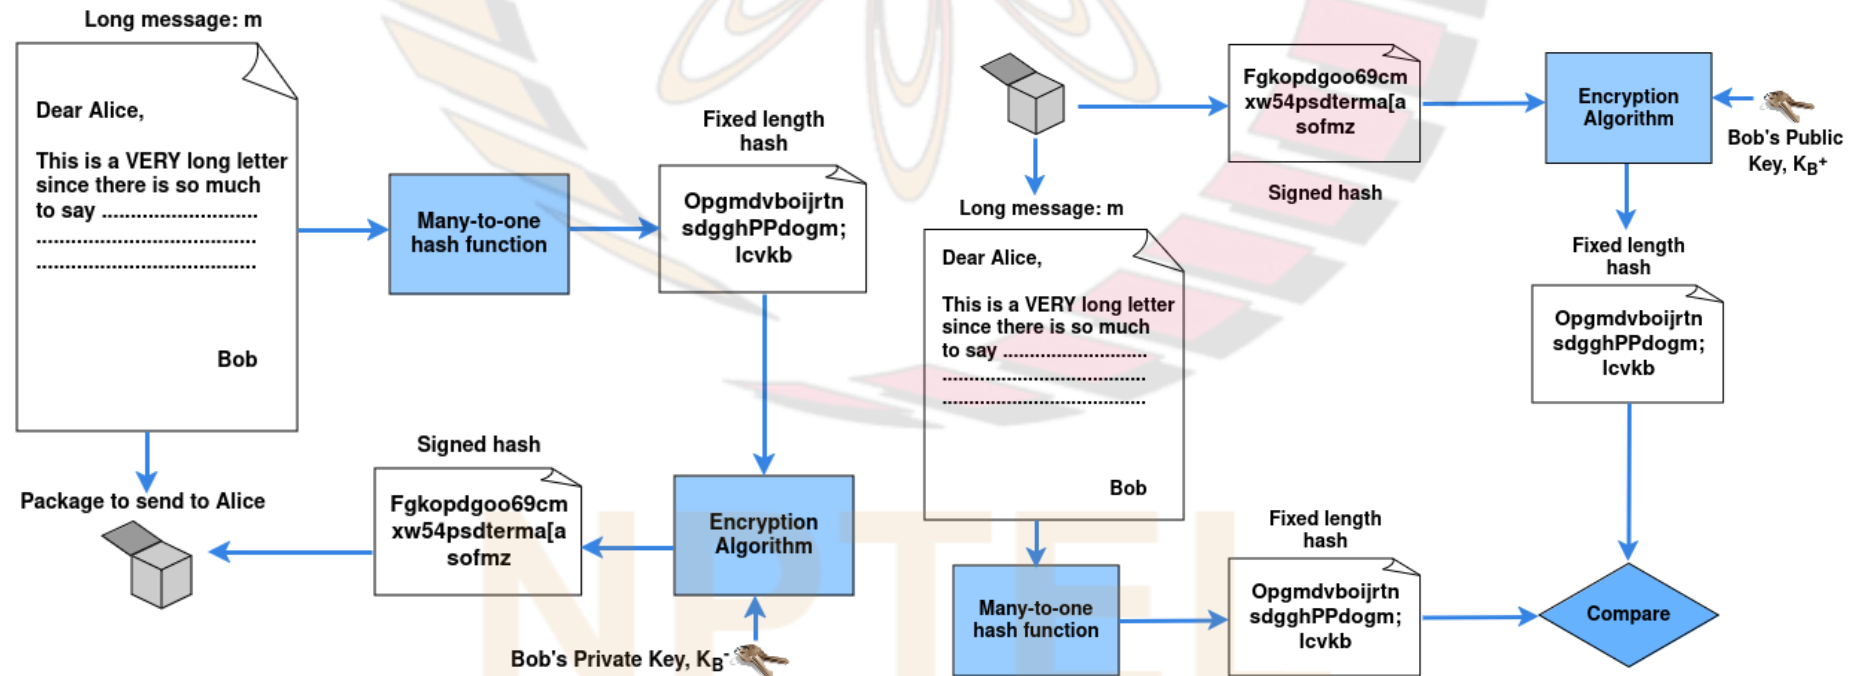 Long message: m
Dear Alice,
This is a VERY long letter
since there is so much
to say .............................
.........................................
.........................................
Bob
Package to send to Alice
Many-to-one
hash function
Fixed length
hash
Opgmdvboijrtn
sdgghPPdogm;
lcvkb
Encryption
Algorithm
Bob's Private Key, KB-
Signed hash
Fgkopdgoo69cm
xw54psdterma[a
sofmz
Fgkopdgoo69cm
xw54psdterma[a
sofmz
Signed hash
Encryption
Algorithm
Bob's Public
Key, KB+
Fixed length
hash
Opgmdvboijrtn
sdgghPPdogm;
lcvkb
Long message: m
Dear Alice,
This is a VERY long letter
since there is so much
to say ...........................
......................................
......................................
Bob
Many-to-one
hash function
Fixed length
hash
Opgmdvboijrtn
sdgghPPdogm;
lcvkb
Compare
NPTEL